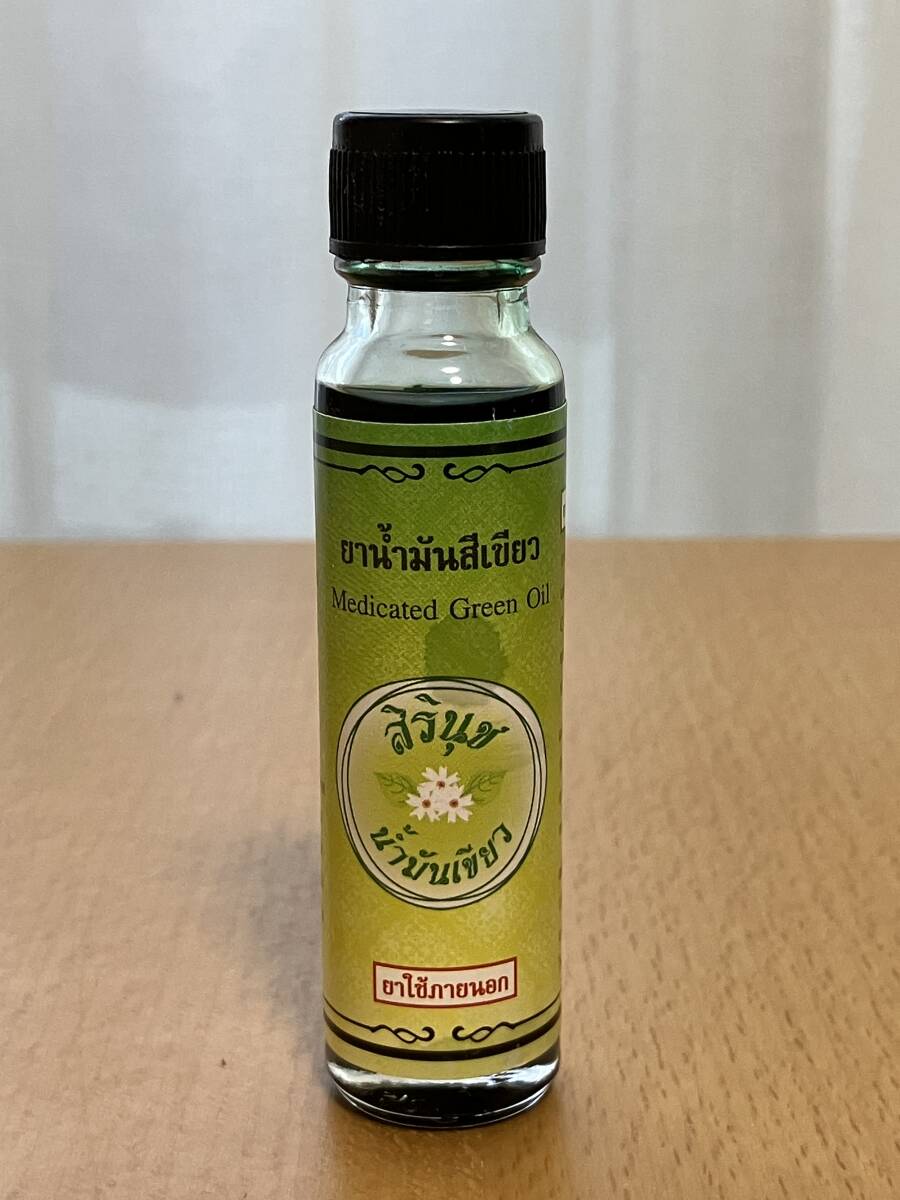 ยาน้ำมันสีเขียว
Medicated Green Oil
สิรินุช
น้ำมันเขียว
ยาใช้ภายนอก